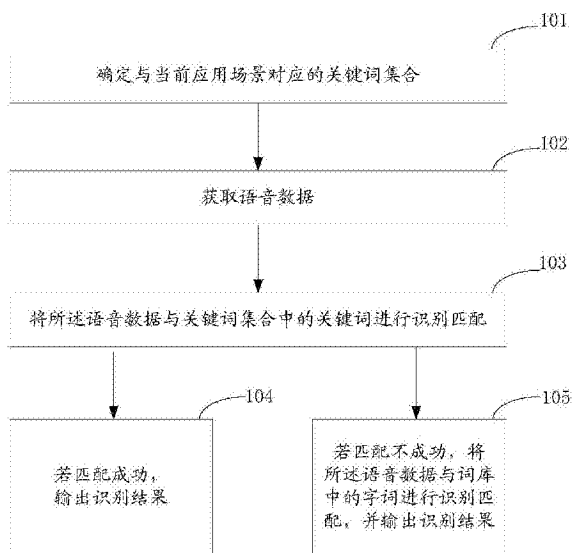 101
确定与当前应用场景对应的关键词集合
102
获取语音数据
103
将所述语音数据与关键词集合中的关键词进行识别匹配
104
若匹配成功，
输出识别结果
105
若匹配不成功，将
所述语音数据与词库
中的字词进行识别匹
配，并输出识别结果